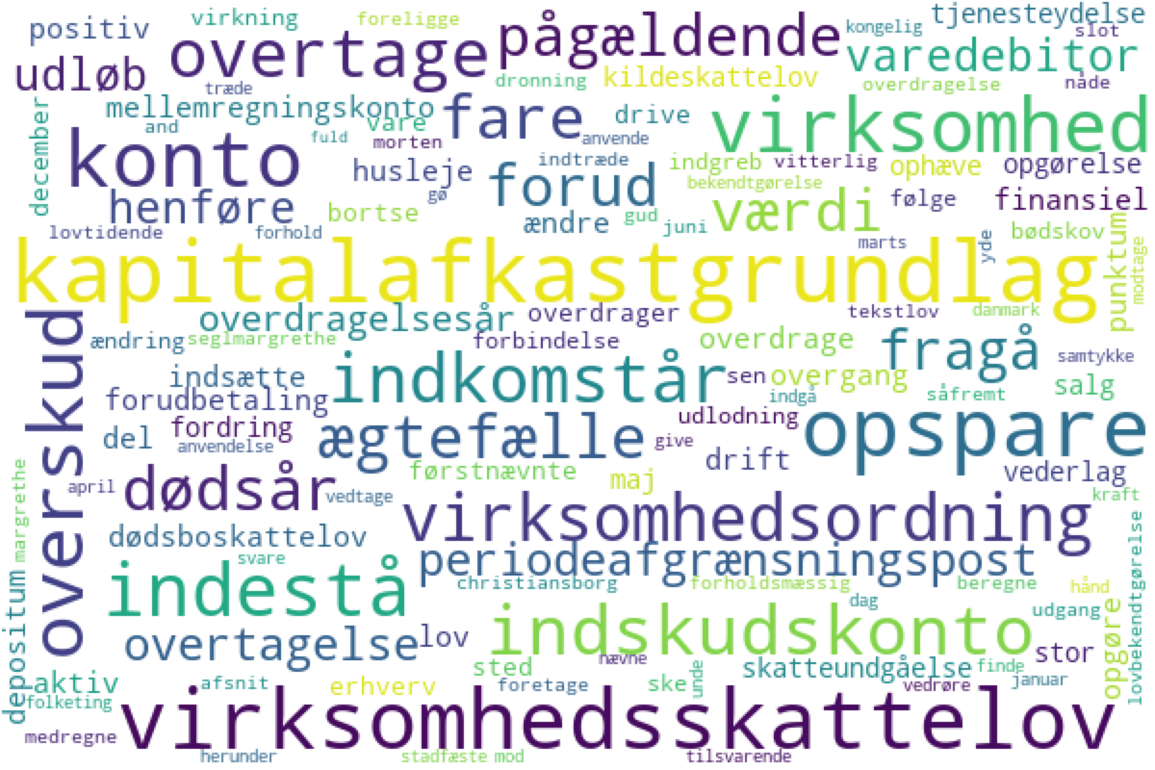 positiv
virkning
foreligge
pågældende
kongelig
tjenesteydelse
slot
overtage
varedebitor
udløb
træde
dronning
kildeskattelov
overdragelse
nåde
december
mellemregningskonto
and
vare
fuld
fare
morten
drive
anvende
virksomhed
konto
husleje
indtræde
indgreb
vitterlig
ophæve
opgørelse
henføre
gø
forud
bekendtgørelse
følge
finansiel
bortse
ændre
gud
juni
værdi
bødskov
lovtidende
forhold
marts
yde
punktum
modtage
kapitalafkastgrundlag
overskud
overdragelsesår
overdrager
tekstlov
danmark
ændring
seglmargrethe
forbindelse
overdrage
fragå
samtykke
indsætte
indkomstår
sen
overgang
indgå
såfremt
salg
forudbetaling
udlodning
opspare
del
fordring
anvendelse
ægtefælle
give
drift
vederlag
førstnævnte
maj
margrethe
april
dødsår
vedtage
virksomhedsordning
kraft
dødsboskattelov
svare
periodeafgrænsningspost
lovbekendtgørelse
indestå
christiansborg
forholdsmæssig
beregne
hånd
depositum
dag
udgang
opgøre
indskudskonto
overtagelse
lov
hævne
stor
sted
skatteundgåelse
finde
januar
aktiv
afsnit
erhverv
foretage
ske
unde
vedrøre
folketing
virksomhedsskattelov
medregne
herunder
stadfæste
mod
tilsvarende